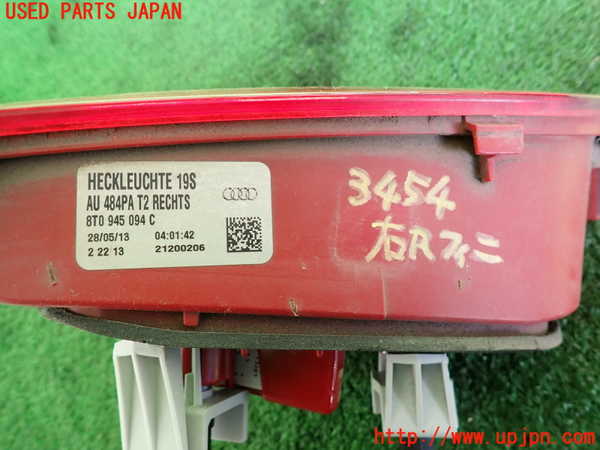 USED PARTS JAPAN
HECKLEUCHTE 19S
AU 484PA T2 RECHTS
8T0 945 094 C
28/05/13 04:01:42
2 22 13 21200206
3454
右Rフィニ
http://www.upjpn.com/